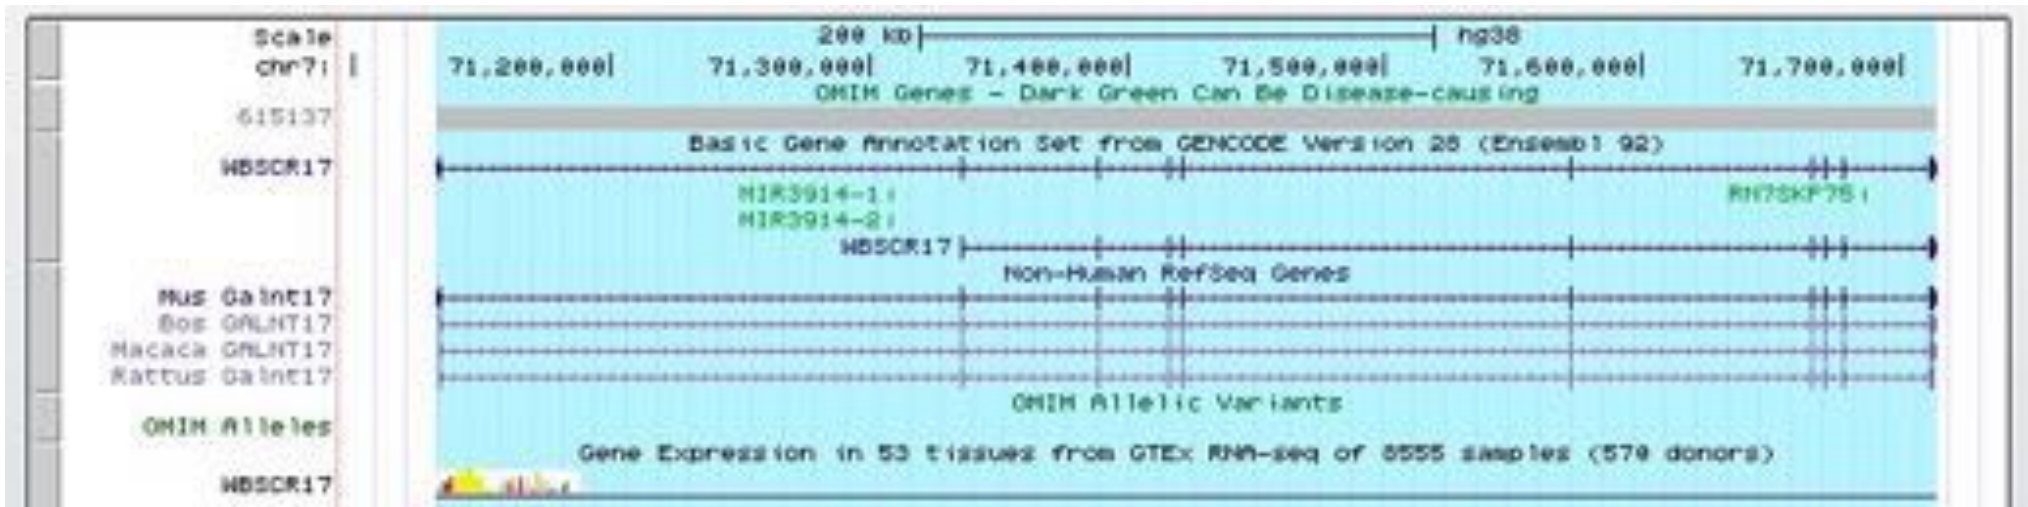 Scale 200 kb hg38
chr7: 71,200,000 71,300,000 71,400,000 71,500,000 71,600,000 71,700,000
OMIM Genes - Dark Green Can Be Disease-causing
615137
Basic Gene Annotation Set from GENCODE Version 28 (Ensembl 92)
WBSCR17
MIR3914-1 RN7SKP75
MIR3914-2
WBSCR17
Non-Human RefSeq Genes
Mus Galnt17
Bos GALNT17
Macaca GALNT17
Rattus Galnt17
OMIM Allelic Variants
OMIM Alleles
Gene Expression in 53 tissues from GTEx RNA-seq of 8555 samples (570 donors)
WBSCR17